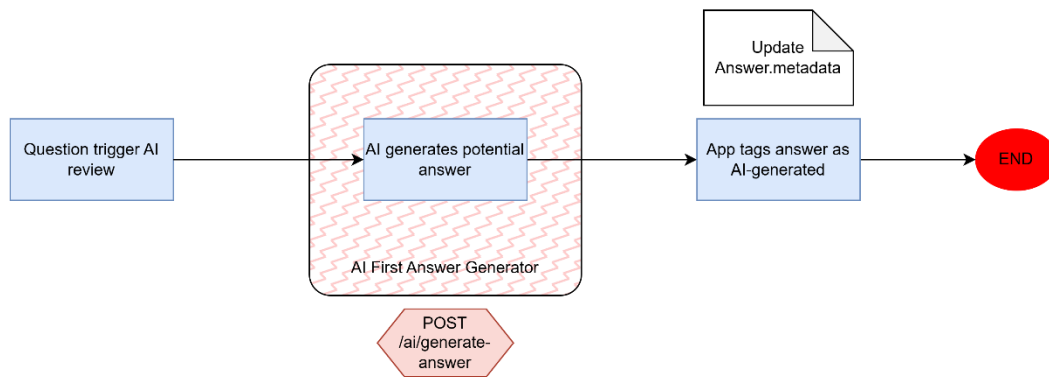 Question trigger AI
review
AI generates potential
answer
AI First Answer Generator
POST
/ai/generate-
answer
Update
Answer.metadata
App tags answer as
AI-generated
END